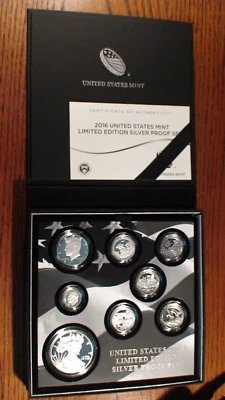 UNITED STATES MINT
CERTIFICATE OF AUTHENTICITY
2016 UNITED STATES MINT
LIMITED EDITION SILVER PROOF SET
UNITED STATES MINT
LIMITED EDITION
SILVER PROOF SET